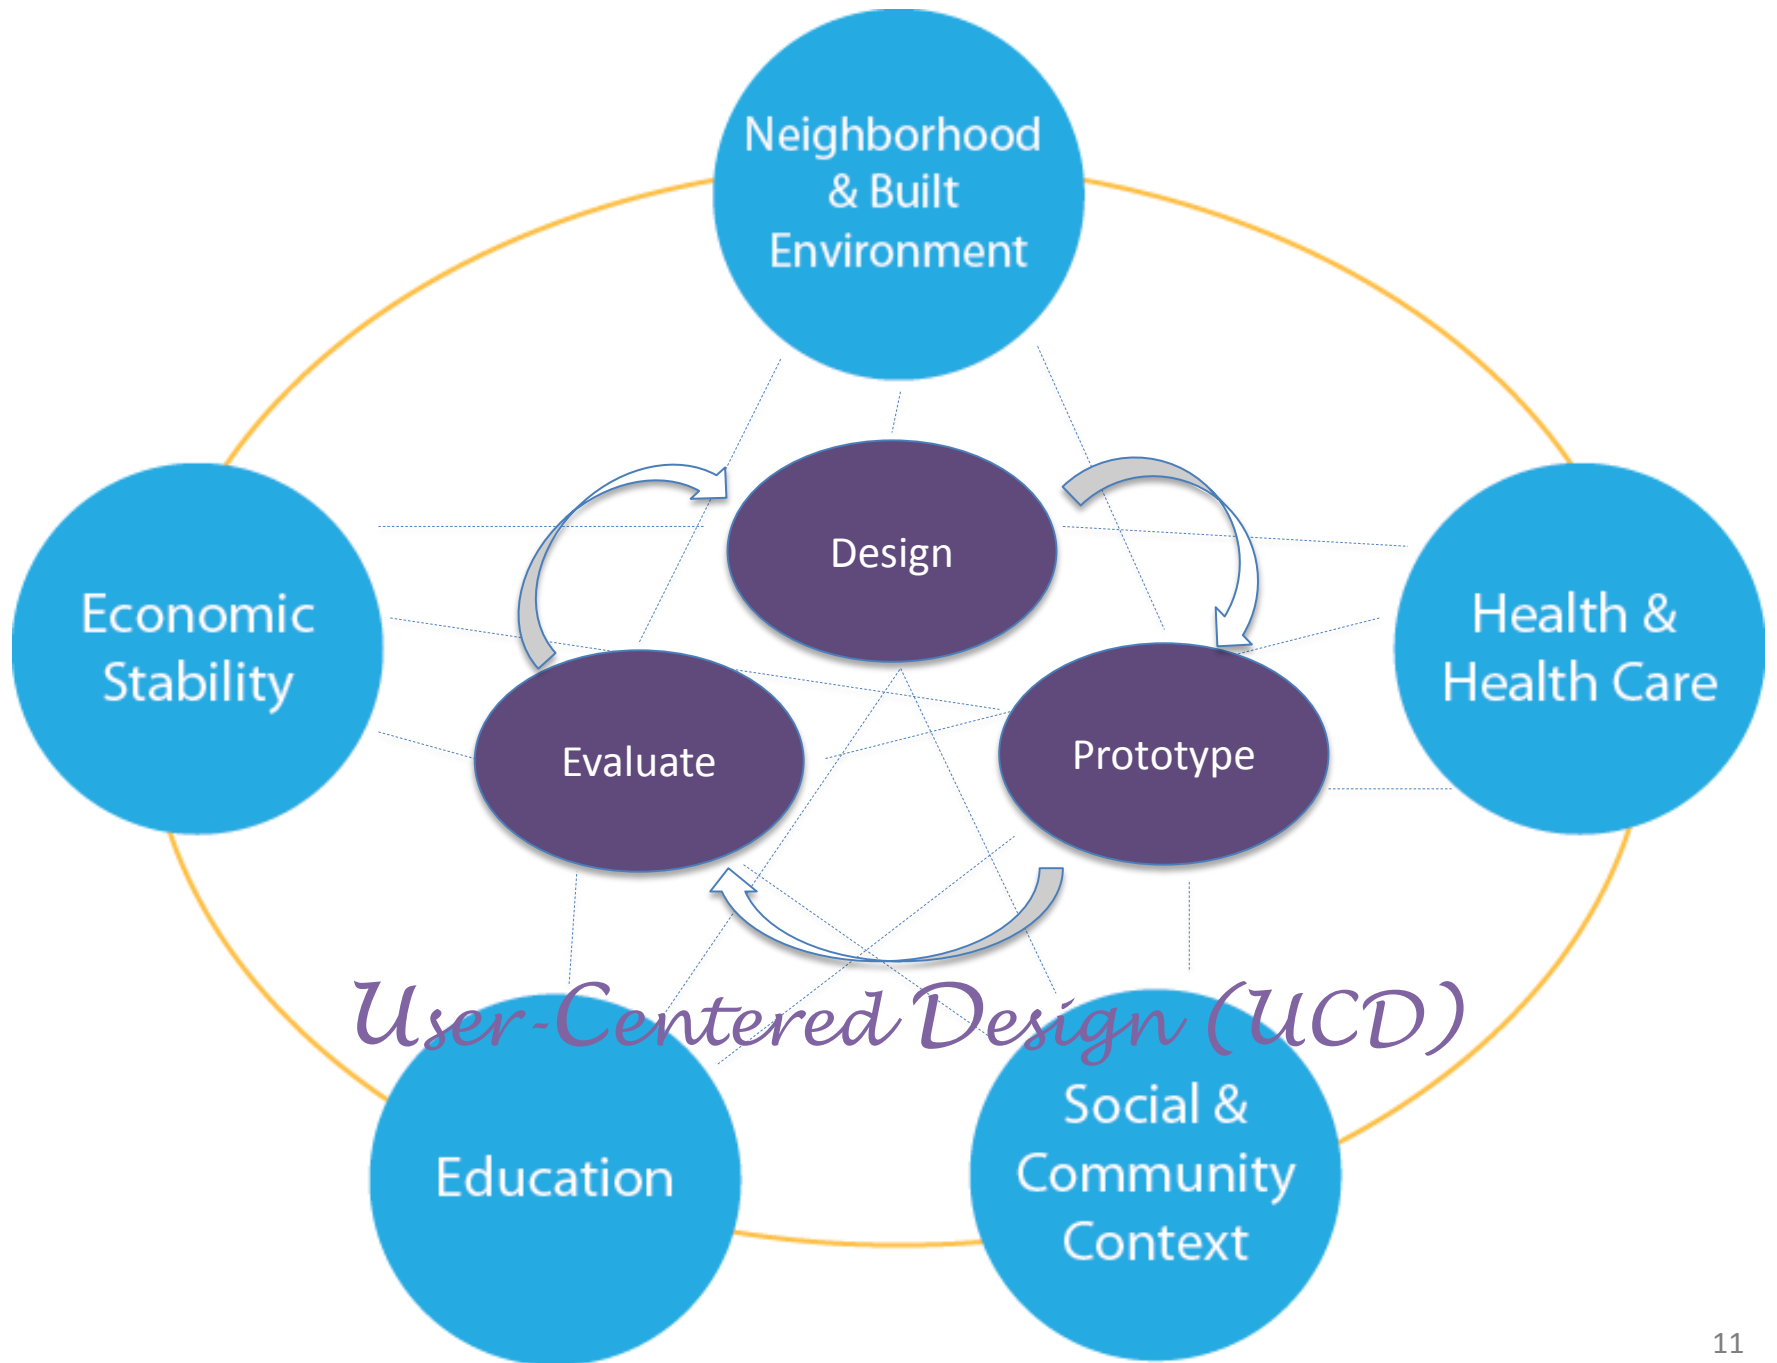 Neighborhood
& Built
Environment
Design
Economic
Stability
Health &
Health Care
Evaluate
Prototype
User-Centered Design (UCD)
Education
Social &
Community
Context
11